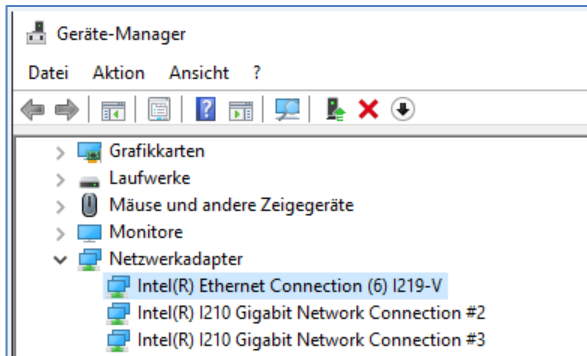 Geräte-Manager
Datei Aktion Ansicht ?
Grafikkarten
Laufwerke
Mäuse und andere Zeigegeräte
Monitore
Netzwerkadapter
Intel(R) Ethernet Connection (6) I219-V
Intel(R) I210 Gigabit Network Connection #2
Intel(R) I210 Gigabit Network Connection #3